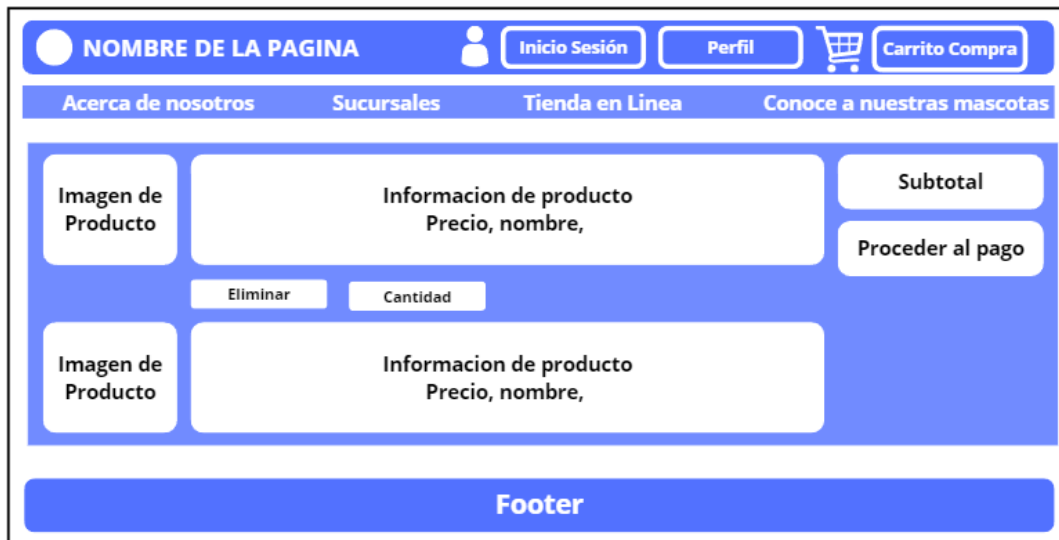 NOMBRE DE LA PAGINA
Inicio Sesión
Perfil
Carrito Compra
Acerca de nosotros
Sucursales
Tienda en Linea
Conoce a nuestras mascotas
Imagen de
Producto
Informacion de producto
Precio, nombre,
Subtotal
Proceder al pago
Eliminar
Cantidad
Imagen de
Producto
Informacion de producto
Precio, nombre,
Footer